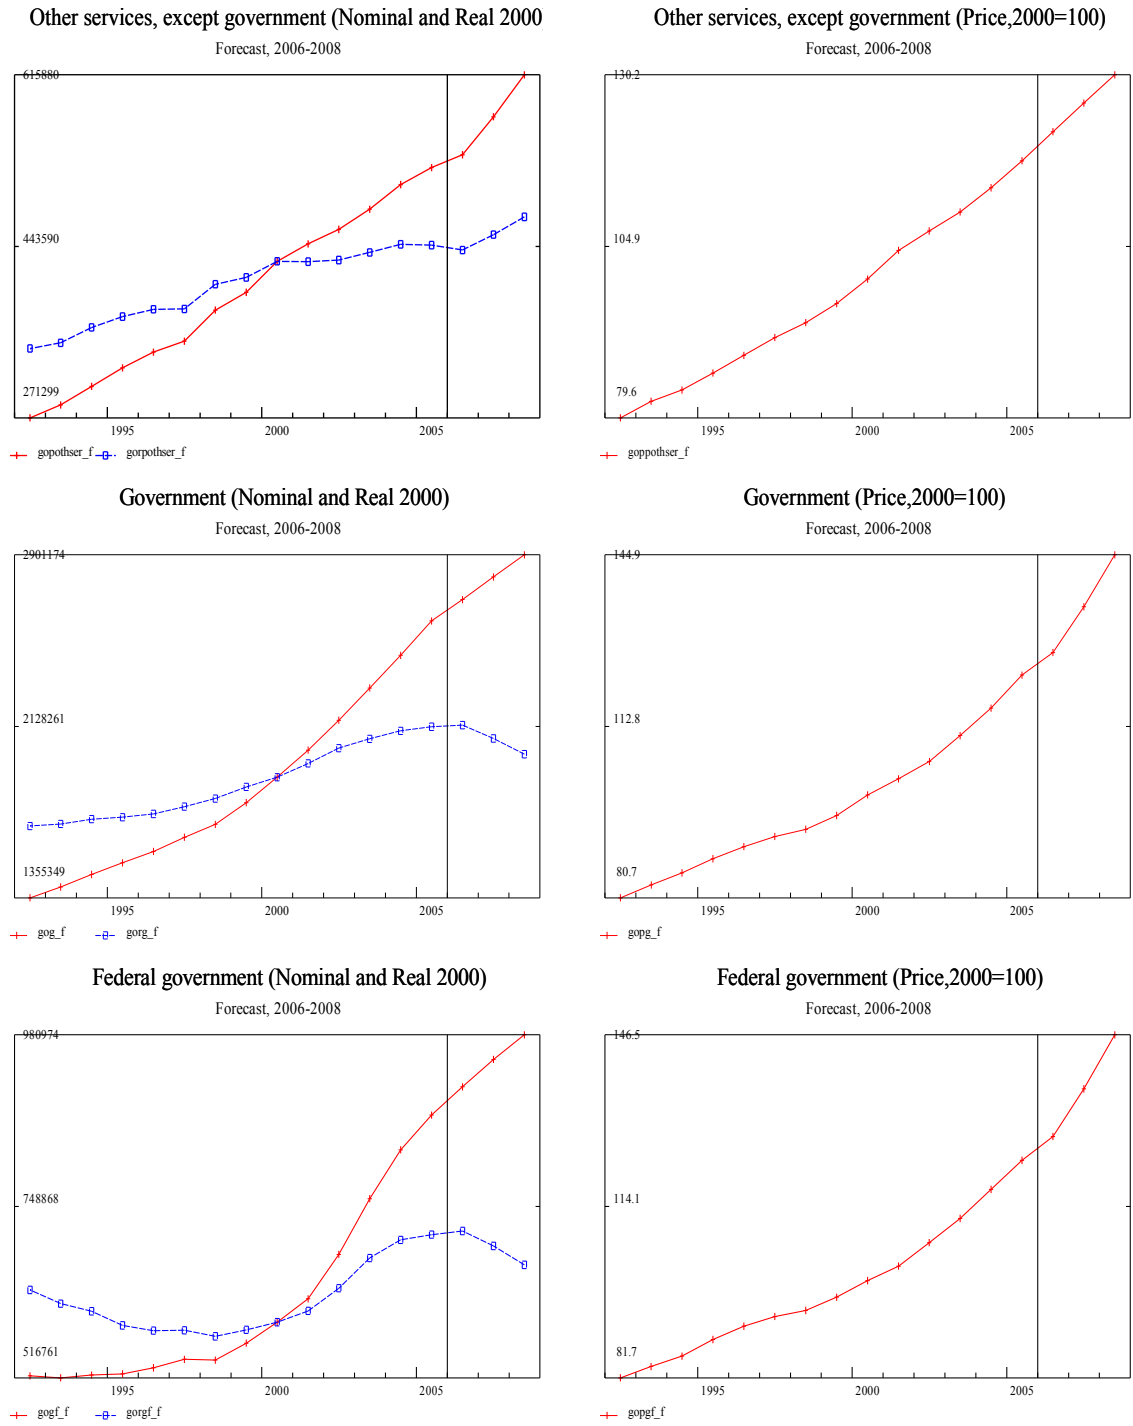 Other services, except government (Nominal and Real 2000
Forecast, 2006-2008
615880
443590
271299
1995 2000 2005
gopothser_f gorpothser_f
Other services, except government (Price,2000=100)
Forecast, 2006-2008
130.2
104.9
79.6
1995 2000 2005
goppothser_f
Government (Nominal and Real 2000)
Forecast, 2006-2008
2901174
2128261
1355349
1995 2000 2005
gog_f gorg_f
Government (Price,2000=100)
Forecast, 2006-2008
144.9
112.8
80.7
1995 2000 2005
gopg_f
Federal government (Nominal and Real 2000)
Forecast, 2006-2008
980974
748868
516761
1995 2000 2005
gogf_f gorgf_f
Federal government (Price,2000=100)
Forecast, 2006-2008
146.5
114.1
81.7
1995 2000 2005
gopgf_f